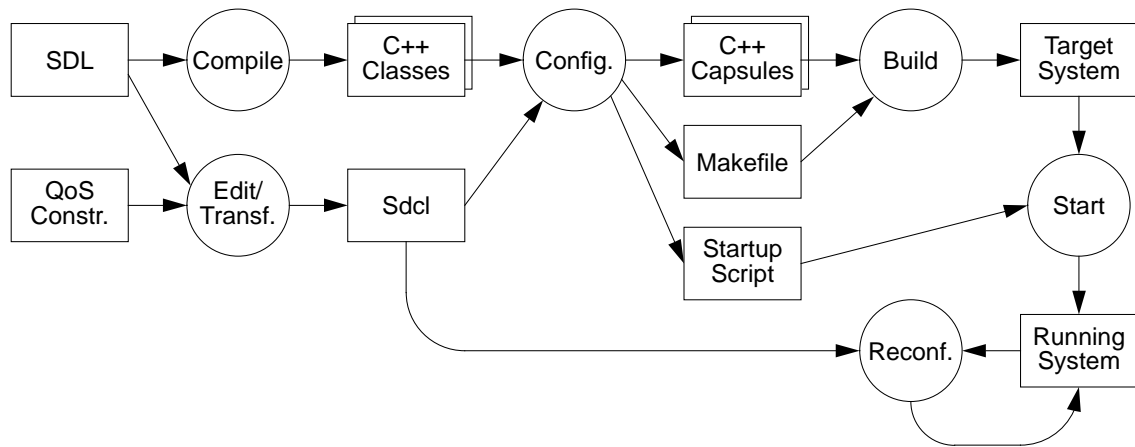 SDL
Compile
C++
Classes
Config.
C++
Capsules
Build
Target
System
Makefile
QoS
Constr.
Edit/
Transf.
Sdcl
Start
Startup
Script
Reconf.
Running
System